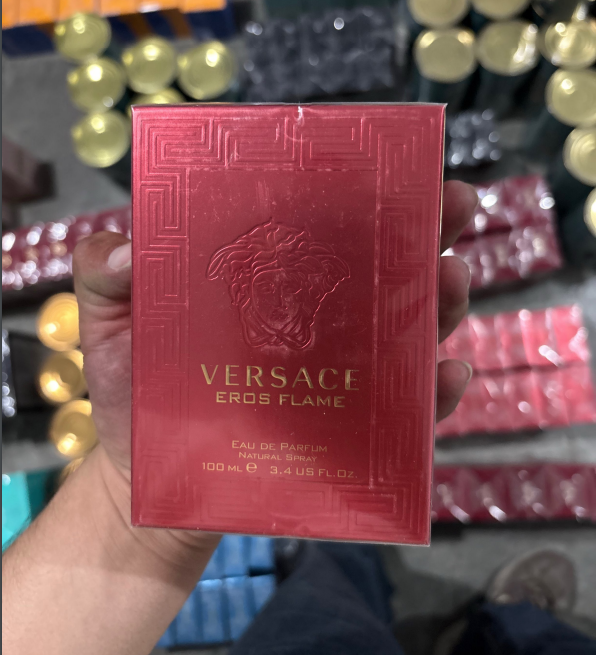 VERSACE
EROS FLAME
EAU DE PARFUM
NATURAL SPRAY
100 ML ℮ 3.4 US FL.OZ.